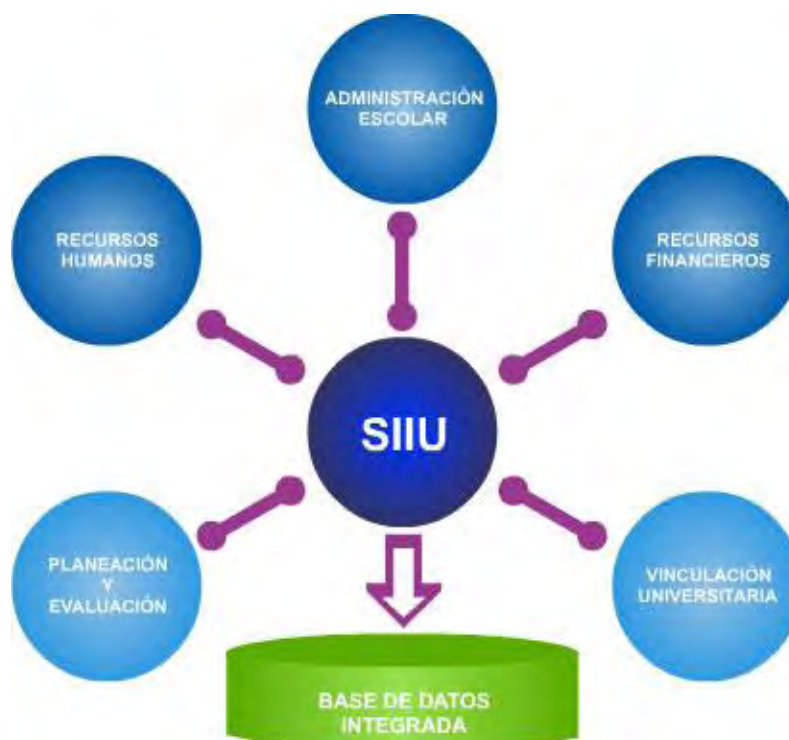 ADMINISTRACIÓN
ESCOLAR
RECURSOS
HUMANOS
RECURSOS
FINANCIEROS
SIIU
PLANEACIÓN
Y
EVALUACIÓN
VINCULACIÓN
UNIVERSITARIA
BASE DE DATOS
INTEGRADA